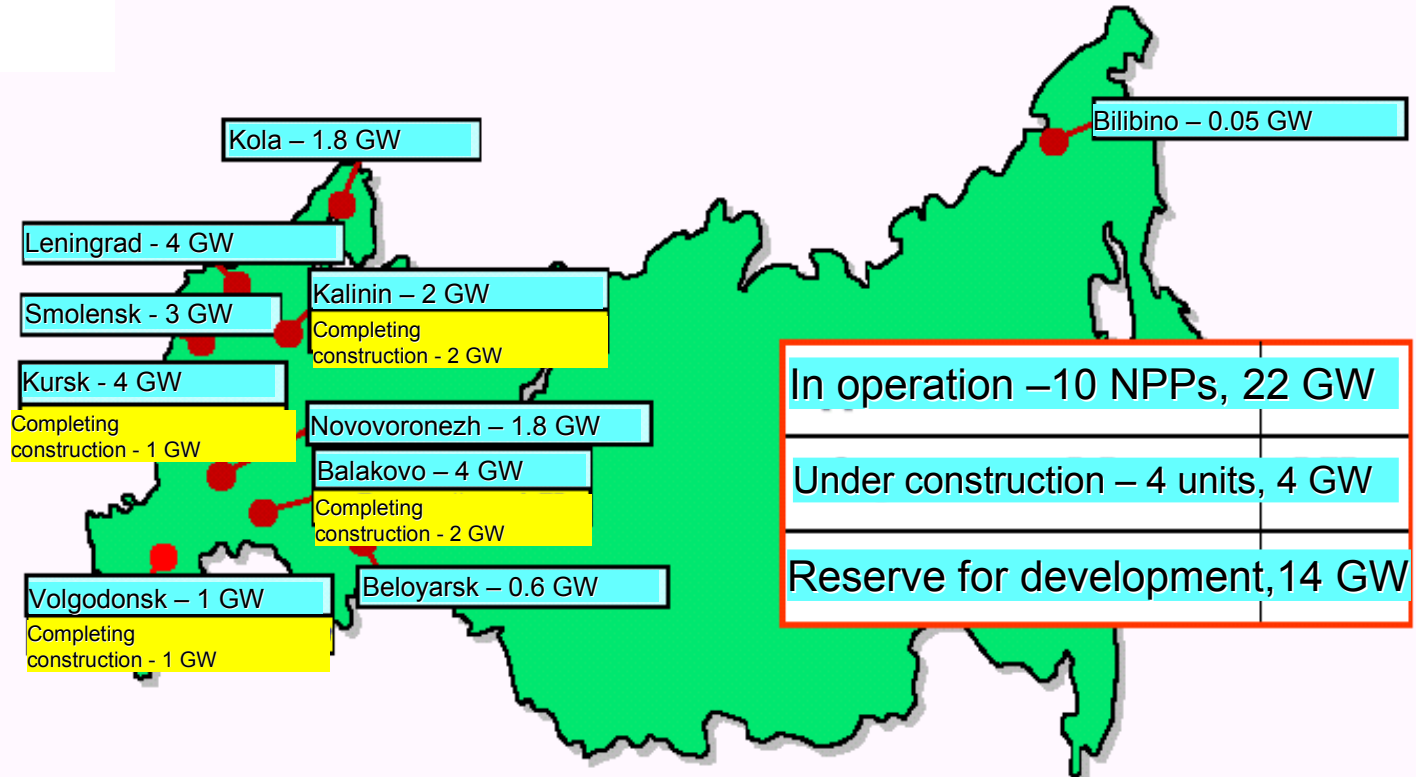 Kola – 1.8 GW
Bilibino – 0.05 GW
Leningrad - 4 GW
Kalinin – 2 GW
Completing
construction - 2 GW
Smolensk - 3 GW
Kursk - 4 GW
Completing
construction - 1 GW
Novovoronezh – 1.8 GW
Balakovo – 4 GW
Completing
construction - 2 GW
Beloyarsk – 0.6 GW
Volgodonsk – 1 GW
Completing
construction - 1 GW
In operation –10 NPPs, 22 GW
Under construction – 4 units, 4 GW
Reserve for development,14 GW